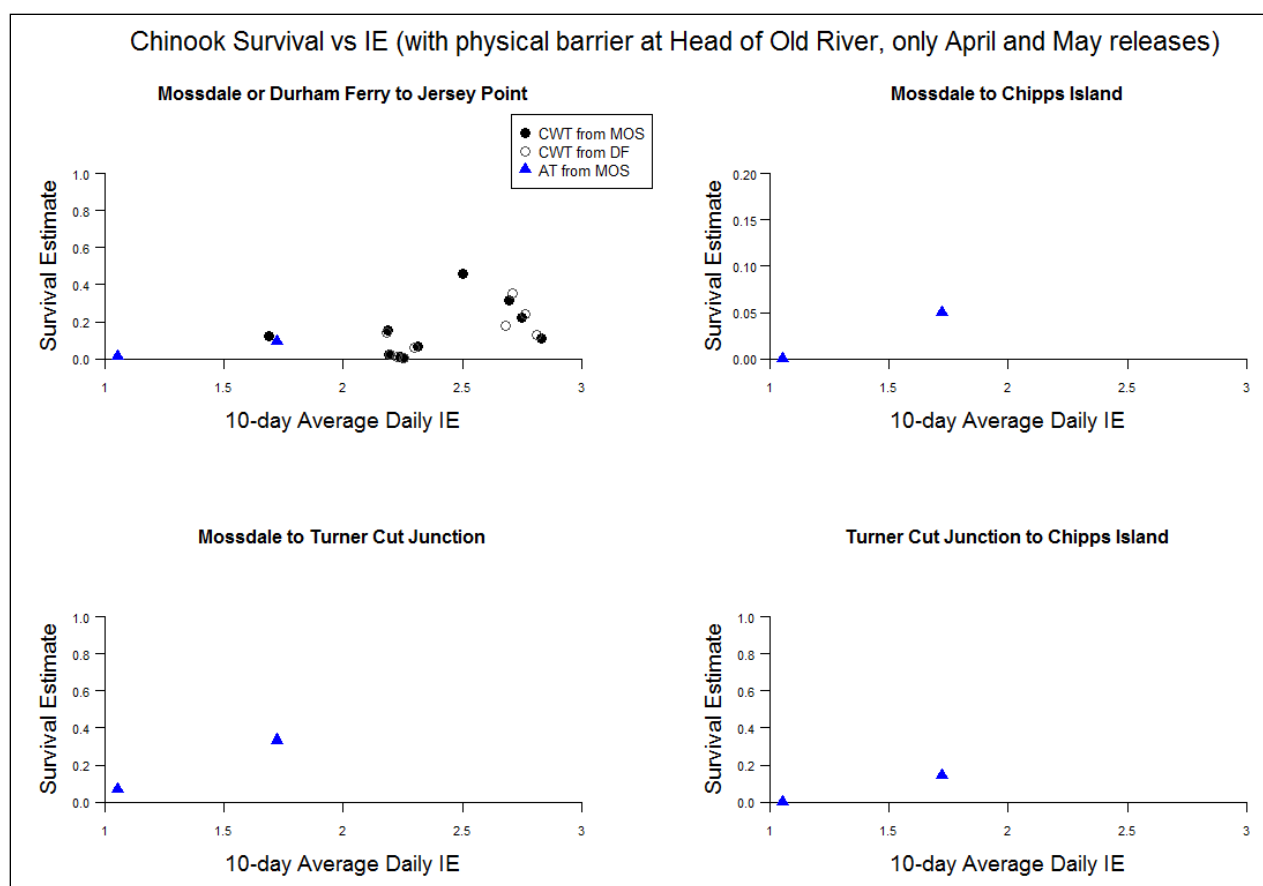 Chinook Survival vs IE (with physical barrier at Head of Old River, only April and May releases)
Mossdale or Durham Ferry to Jersey Point
CWT from MOS
CWT from DF
AT from MOS
Survival Estimate
1.0
0.8
0.6
0.4
0.2
0.0
1 1.5 2 2.5 3
10-day Average Daily IE
Mossdale to Chipps Island
Survival Estimate
0.20
0.15
0.10
0.05
0.00
1 1.5 2 2.5 3
10-day Average Daily IE
Mossdale to Turner Cut Junction
Survival Estimate
1.0
0.8
0.6
0.4
0.2
0.0
1 1.5 2 2.5 3
10-day Average Daily IE
Turner Cut Junction to Chipps Island
Survival Estimate
1.0
0.8
0.6
0.4
0.2
0.0
1 1.5 2 2.5 3
10-day Average Daily IE